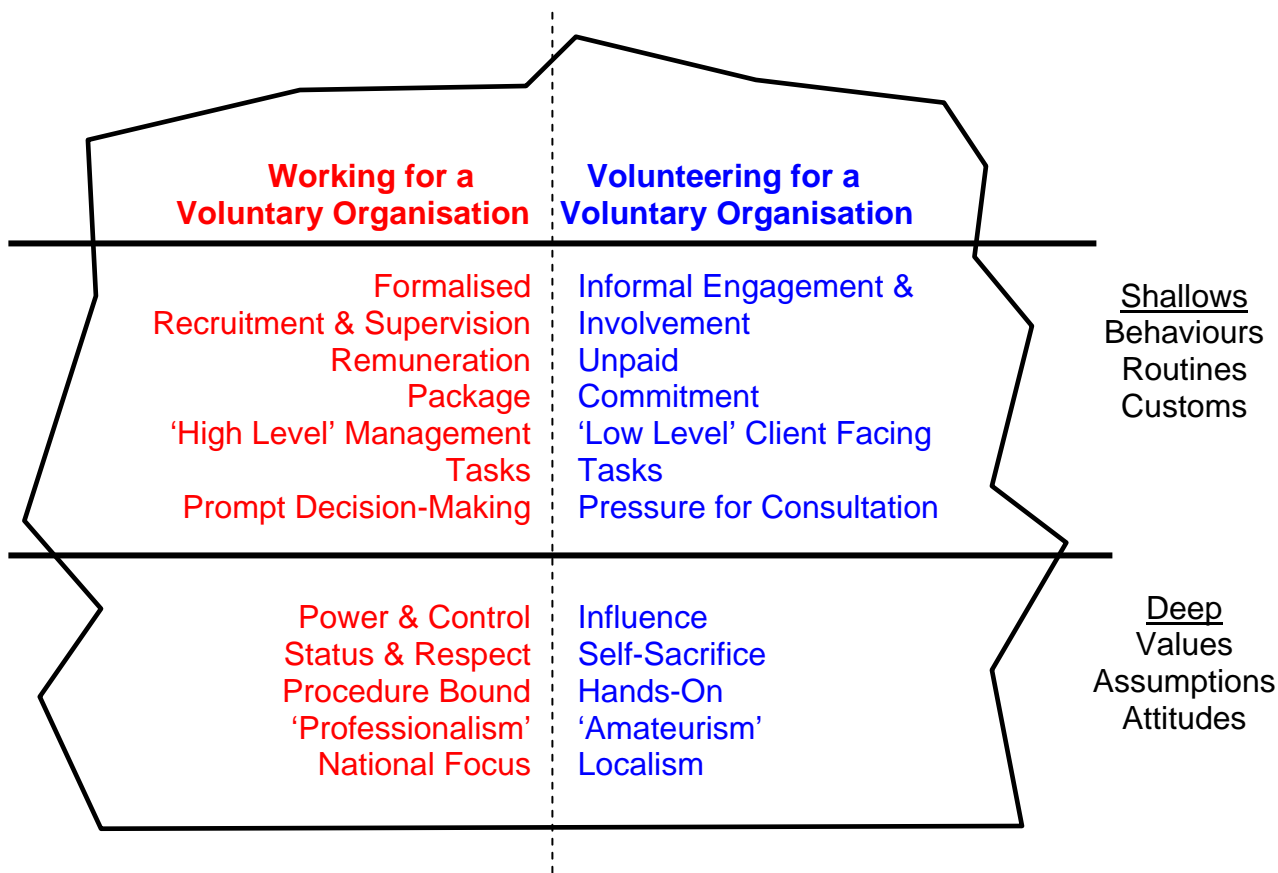 Working for a
Voluntary Organisation
Volunteering for a
Voluntary Organisation
Formalised
Recruitment & Supervision
Remuneration
Package
‘High Level’ Management
Tasks
Prompt Decision-Making
Informal Engagement &
Involvement
Unpaid
Commitment
‘Low Level’ Client Facing
Tasks
Pressure for Consultation
Shallows
Behaviours
Routines
Customs
Power & Control
Status & Respect
Procedure Bound
‘Professionalism’
National Focus
Influence
Self-Sacrifice
Hands-On
‘Amateurism’
Localism
Deep
Values
Assumptions
Attitudes